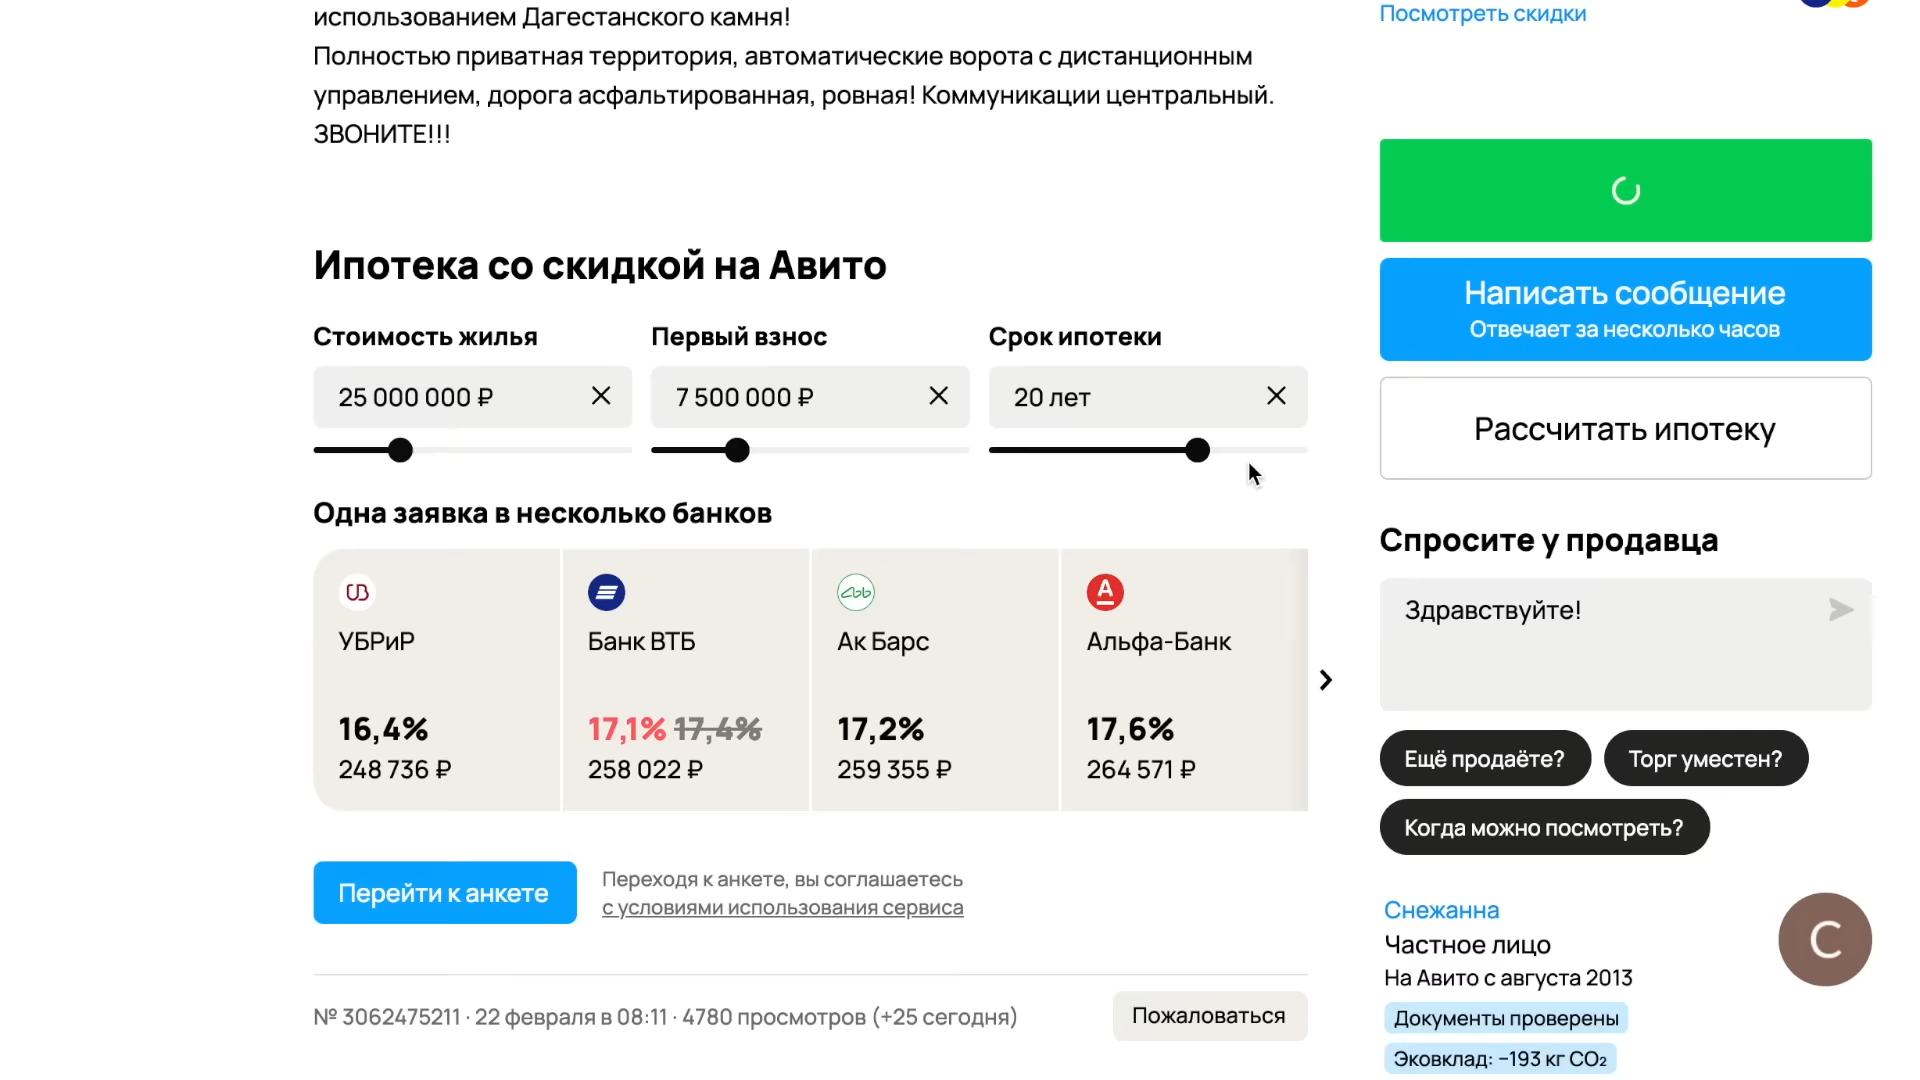 использованием Дагестанского камня!
Полностью приватная территория, автоматические ворота с дистанционным
управлением, дорога асфальтированная, ровная! Коммуникации центральный.
ЗВОНИТЕ!!!
Ипотека со скидкой на Авито
Стоимость жилья
Первый взнос
Срок ипотеки
25 000 000 ₽
7 500 000 ₽
20 лет
Одна заявка в несколько банков
УБРиР
Банк ВТБ
Ак Барс
Альфа-Банк
16,4%
17,1% 17,4%
17,2%
17,6%
248 736 ₽
258 022 ₽
259 355 ₽
264 571 ₽
Перейти к анкете
Переходя к анкете, вы соглашаетесь
с условиями использования сервиса
№ 3062475211 · 22 февраля в 08:11 · 4780 просмотров (+25 сегодня)
Пожаловаться
Посмотреть скидки
Написать сообщение
Отвечает за несколько часов
Рассчитать ипотеку
Спросите у продавца
Здравствуйте!
Ещё продаёте?
Торг уместен?
Когда можно посмотреть?
Снежанна
Частное лицо
На Авито с августа 2013
С
Документы проверены
Эковклад: −193 кг CO₂